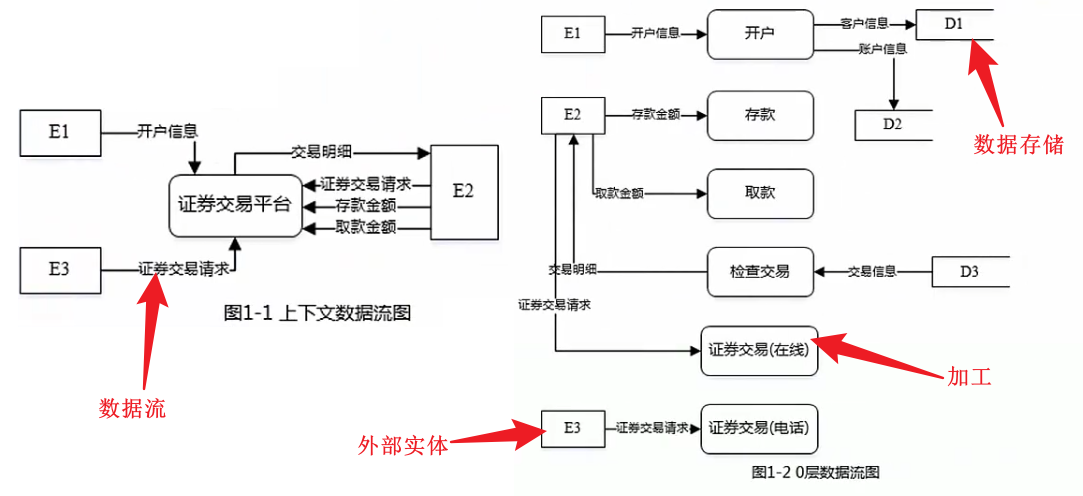 E1
开户信息
交易明细
证券交易请求
存款金额
取款金额
E2
证券交易平台
E3
证券交易请求
图1-1 上下文数据流图
数据流
E1
开户信息
开户
客户信息
D1
账户信息
D2
数据存储
E2
存款金额
存款
取款金额
取款
交易明细
检查交易
交易信息
D3
证券交易请求
证券交易(在线)
加工
外部实体
E3
证券交易请求
证券交易(电话)
图1-2 0层数据流图